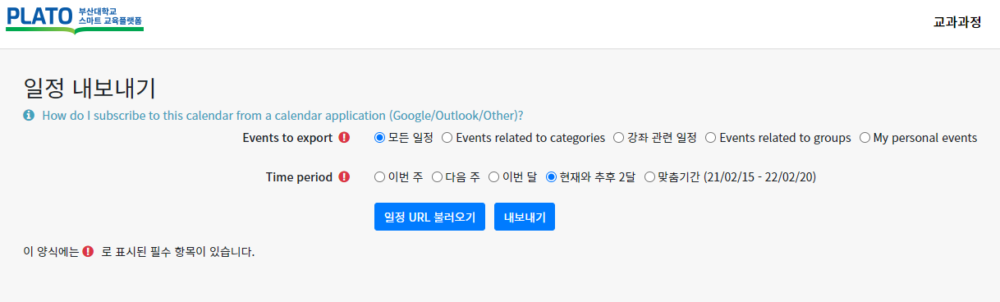 PLATO 부산대학교
스마트 교육플랫폼
교과과정
일정 내보내기
How do I subscribe to this calendar from a calendar application (Google/Outlook/Other)?
Events to export 모든 일정 Events related to categories 강좌 관련 일정 Events related to groups My personal events
Time period 이번 주 다음 주 이번 달 현재와 추후 2달 맞춤기간 (21/02/15 - 22/02/20)
일정 URL 불러오기 내보내기
이 양식에는 로 표시된 필수 항목이 있습니다.